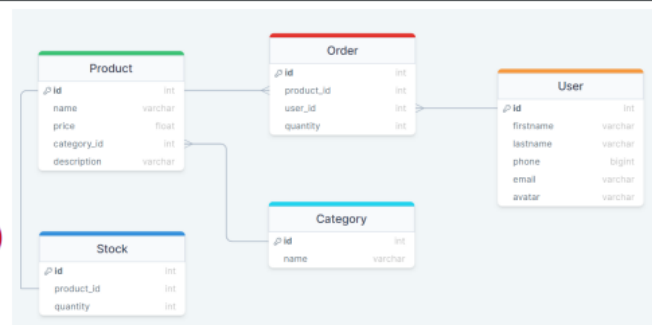 Product
id int
name varchar
price float
category_id int
description varchar
Order
id int
product_id int
user_id int
quantity int
User
id int
firstname varchar
lastname varchar
phone bigint
email varchar
avatar varchar
Stock
id int
product_id int
quantity int
Category
id int
name varchar